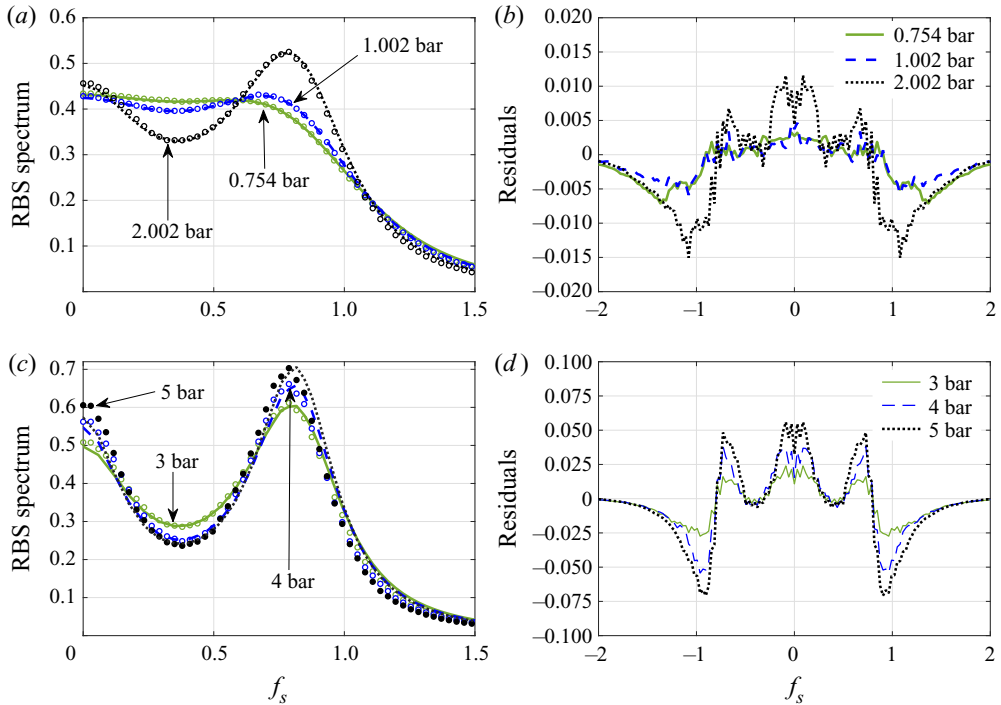 (a)
0.6
0.5
0.4
0.3
0.2
0.1
RBS spectrum
1.002 bar
0.754 bar
2.002 bar
0
0.5
1.0
1.5
(b)
0.020
0.015
0.010
0.005
0
–0.005
–0.010
–0.015
–0.020
Residuals
0.754 bar
1.002 bar
2.002 bar
–2
–1
0
1
2
(c)
0.7
0.6
0.5
0.4
0.3
0.2
0.1
RBS spectrum
5 bar
3 bar
4 bar
0
0.5
1.0
1.5
fs
(d)
0.100
0.075
0.050
0.025
0
–0.025
–0.050
–0.075
–0.100
Residuals
3 bar
4 bar
5 bar
–2
–1
0
1
2
fs